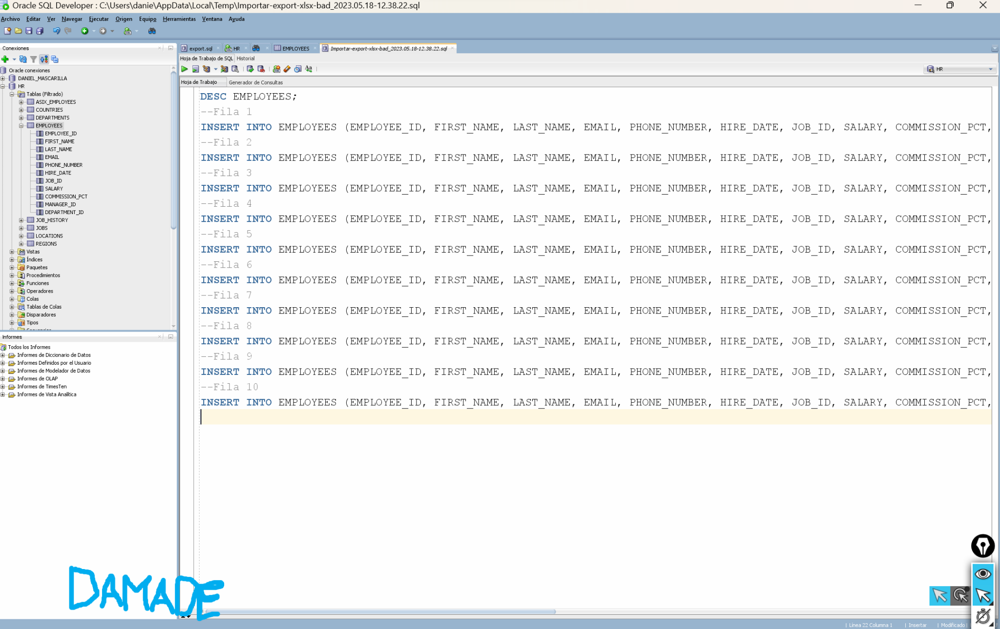 Oracle SQL Developer : C:\Users\danie\AppData\Local\Temp\Importar-export-xlsx-bad_2023.05.18-12.38.22.sql
Archivo Editar Ver Navegar Ejecutar Origen Equipo Herramientas Ventana Ayuda
Conexiones
Oracle conexiones
DANIEL_MASCARILLA
HR
Tablas (Filtrado)
ASIX_EMPLOYEES
COUNTRIES
DEPARTMENTS
EMPLOYEES
EMPLOYEE_ID
FIRST_NAME
LAST_NAME
EMAIL
PHONE_NUMBER
HIRE_DATE
JOB_ID
SALARY
COMMISSION_PCT
MANAGER_ID
DEPARTMENT_ID
JOB_HISTORY
JOBS
LOCATIONS
REGIONS
Vistas
Índices
Paquetes
Procedimientos
Funciones
Operadores
Colas
Tablas de Colas
Disparadores
Tipos
Informes
Todos los Informes
Informes de Diccionario de Datos
Informes Definidos por el Usuario
Informes de Modelador de Datos
Informes de OLAP
Informes de TimesTen
Informes de Vista Analítica
export.sql HR EMPLOYEES Importar-export-xlsx-bad_2023.05.18-12.38.22.sql
Hoja de Trabajo de SQL Historial
HR
Hoja de Trabajo Generador de Consultas
DESC EMPLOYEES;
--Fila 1
INSERT INTO EMPLOYEES (EMPLOYEE_ID, FIRST_NAME, LAST_NAME, EMAIL, PHONE_NUMBER, HIRE_DATE, JOB_ID, SALARY, COMMISSION_PCT,
--Fila 2
INSERT INTO EMPLOYEES (EMPLOYEE_ID, FIRST_NAME, LAST_NAME, EMAIL, PHONE_NUMBER, HIRE_DATE, JOB_ID, SALARY, COMMISSION_PCT,
--Fila 3
INSERT INTO EMPLOYEES (EMPLOYEE_ID, FIRST_NAME, LAST_NAME, EMAIL, PHONE_NUMBER, HIRE_DATE, JOB_ID, SALARY, COMMISSION_PCT,
--Fila 4
INSERT INTO EMPLOYEES (EMPLOYEE_ID, FIRST_NAME, LAST_NAME, EMAIL, PHONE_NUMBER, HIRE_DATE, JOB_ID, SALARY, COMMISSION_PCT,
--Fila 5
INSERT INTO EMPLOYEES (EMPLOYEE_ID, FIRST_NAME, LAST_NAME, EMAIL, PHONE_NUMBER, HIRE_DATE, JOB_ID, SALARY, COMMISSION_PCT,
--Fila 6
INSERT INTO EMPLOYEES (EMPLOYEE_ID, FIRST_NAME, LAST_NAME, EMAIL, PHONE_NUMBER, HIRE_DATE, JOB_ID, SALARY, COMMISSION_PCT,
--Fila 7
INSERT INTO EMPLOYEES (EMPLOYEE_ID, FIRST_NAME, LAST_NAME, EMAIL, PHONE_NUMBER, HIRE_DATE, JOB_ID, SALARY, COMMISSION_PCT,
--Fila 8
INSERT INTO EMPLOYEES (EMPLOYEE_ID, FIRST_NAME, LAST_NAME, EMAIL, PHONE_NUMBER, HIRE_DATE, JOB_ID, SALARY, COMMISSION_PCT,
--Fila 9
INSERT INTO EMPLOYEES (EMPLOYEE_ID, FIRST_NAME, LAST_NAME, EMAIL, PHONE_NUMBER, HIRE_DATE, JOB_ID, SALARY, COMMISSION_PCT,
--Fila 10
INSERT INTO EMPLOYEES (EMPLOYEE_ID, FIRST_NAME, LAST_NAME, EMAIL, PHONE_NUMBER, HIRE_DATE, JOB_ID, SALARY, COMMISSION_PCT,
DAMADE
| Línea 22 Columna 1 | Insertar | Modificado |